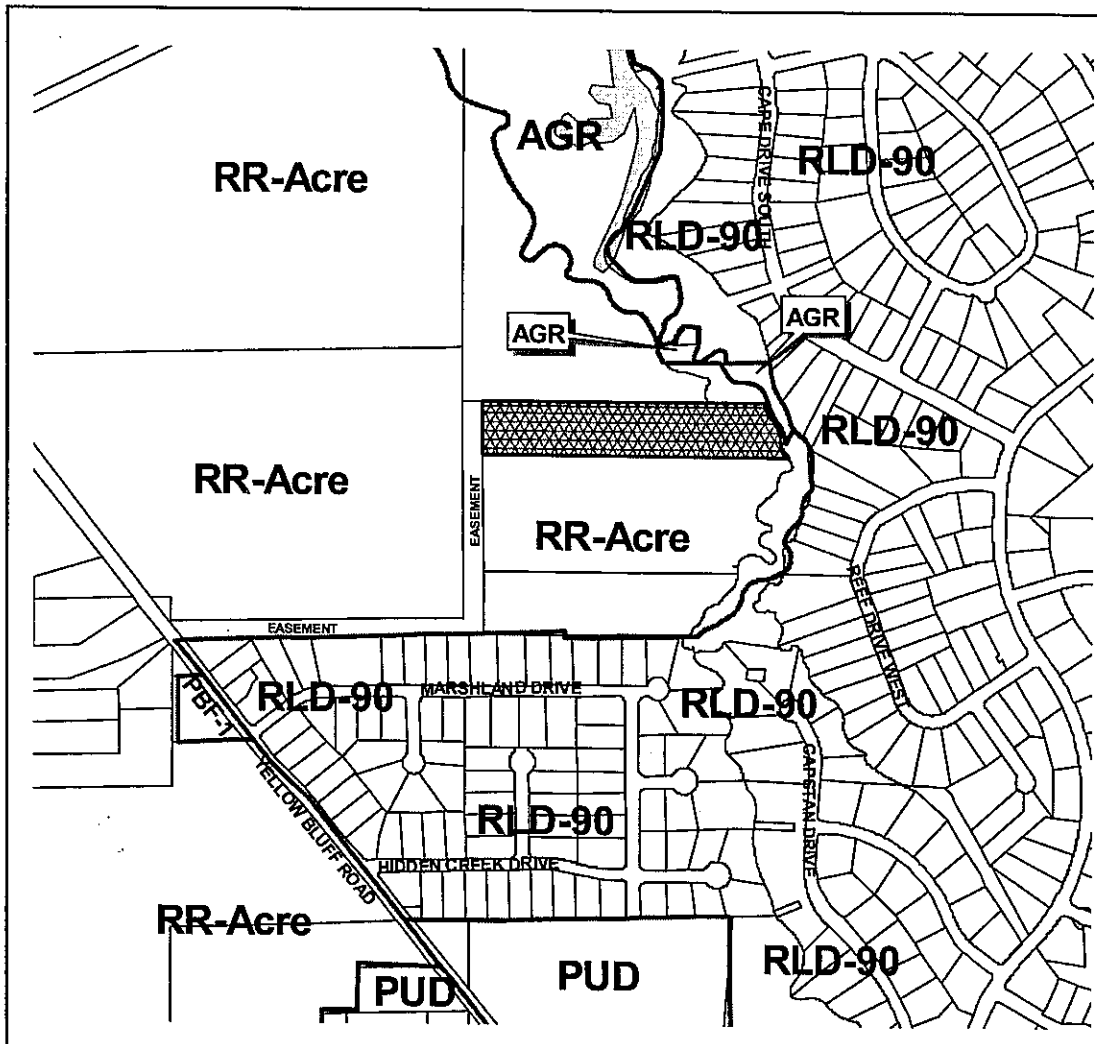 AGR
CAPE DRIVE SOUTH
RLD-90
RR-Acre
RLD-90
AGR
AGR
RLD-90
RR-Acre
EASEMENT
RR-Acre
REEF DRIVE WEST
EASEMENT
PBF-1
RLD-90
MARSHLAND DRIVE
RLD-90
CAPSTAN DRIVE
YELLOW BLUFF ROAD
RLD-90
HIDDEN CREEK DRIVE
RR-Acre
PUD
PUD
RLD-90